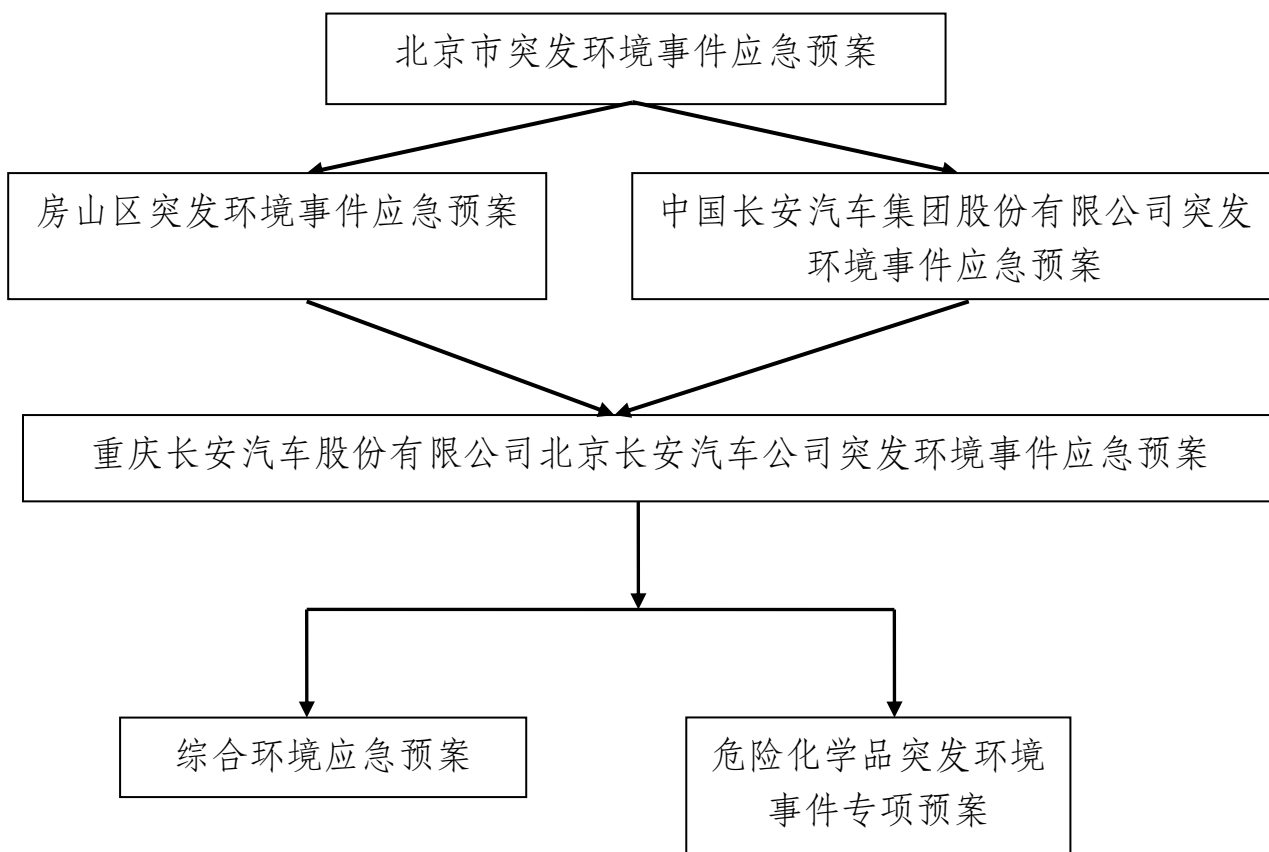 北京市突发环境事件应急预案
房山区突发环境事件应急预案
中国长安汽车集团股份有限公司突发
环境事件应急预案
重庆长安汽车股份有限公司北京长安汽车公司突发环境事件应急预案
综合环境应急预案
危险化学品突发环境
事件专项预案